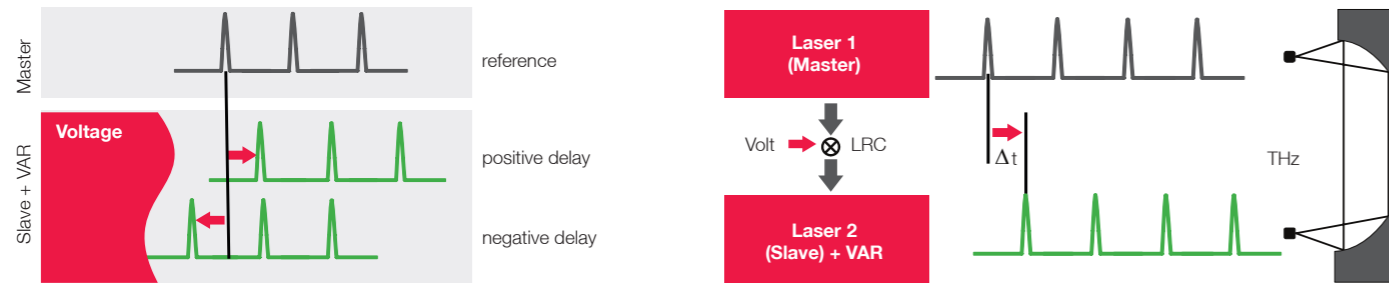 Master
reference
Slave + VAR
Voltage
positive delay
negative delay
Laser 1
(Master)
Volt
LRC
Δt
THz
Laser 2
(Slave) + VAR